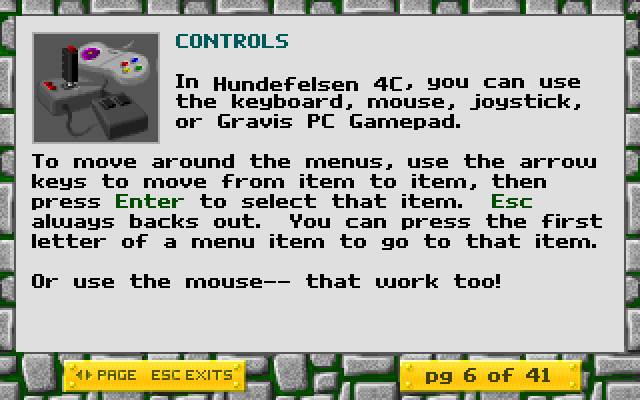 CONTROLS
In Hundefelsen 4C, you can use
the keyboard, mouse, joystick,
or Gravis PC Gamepad.
To move around the menus, use the arrow
keys to move from item to item, then
press Enter to select that item. Esc
always backs out. You can press the first
letter of a menu item to go to that item.
Or use the mouse-- that work too!
PAGE ESC EXITS
pg 6 of 41